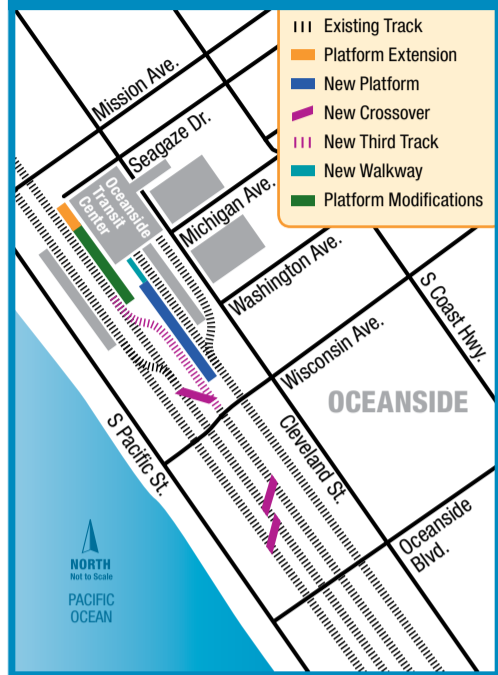 Existing Track
Platform Extension
New Platform
New Crossover
New Third Track
New Walkway
Platform Modifications
Mission Ave.
Seagaze Dr.
Oceanside
Transit
Center
Michigan Ave.
Washington Ave.
S Coast Hwy.
Wisconsin Ave.
OCEANSIDE
S Pacific St.
Cleveland St.
Oceanside
Blvd.
NORTH
Not to Scale
PACIFIC
OCEAN